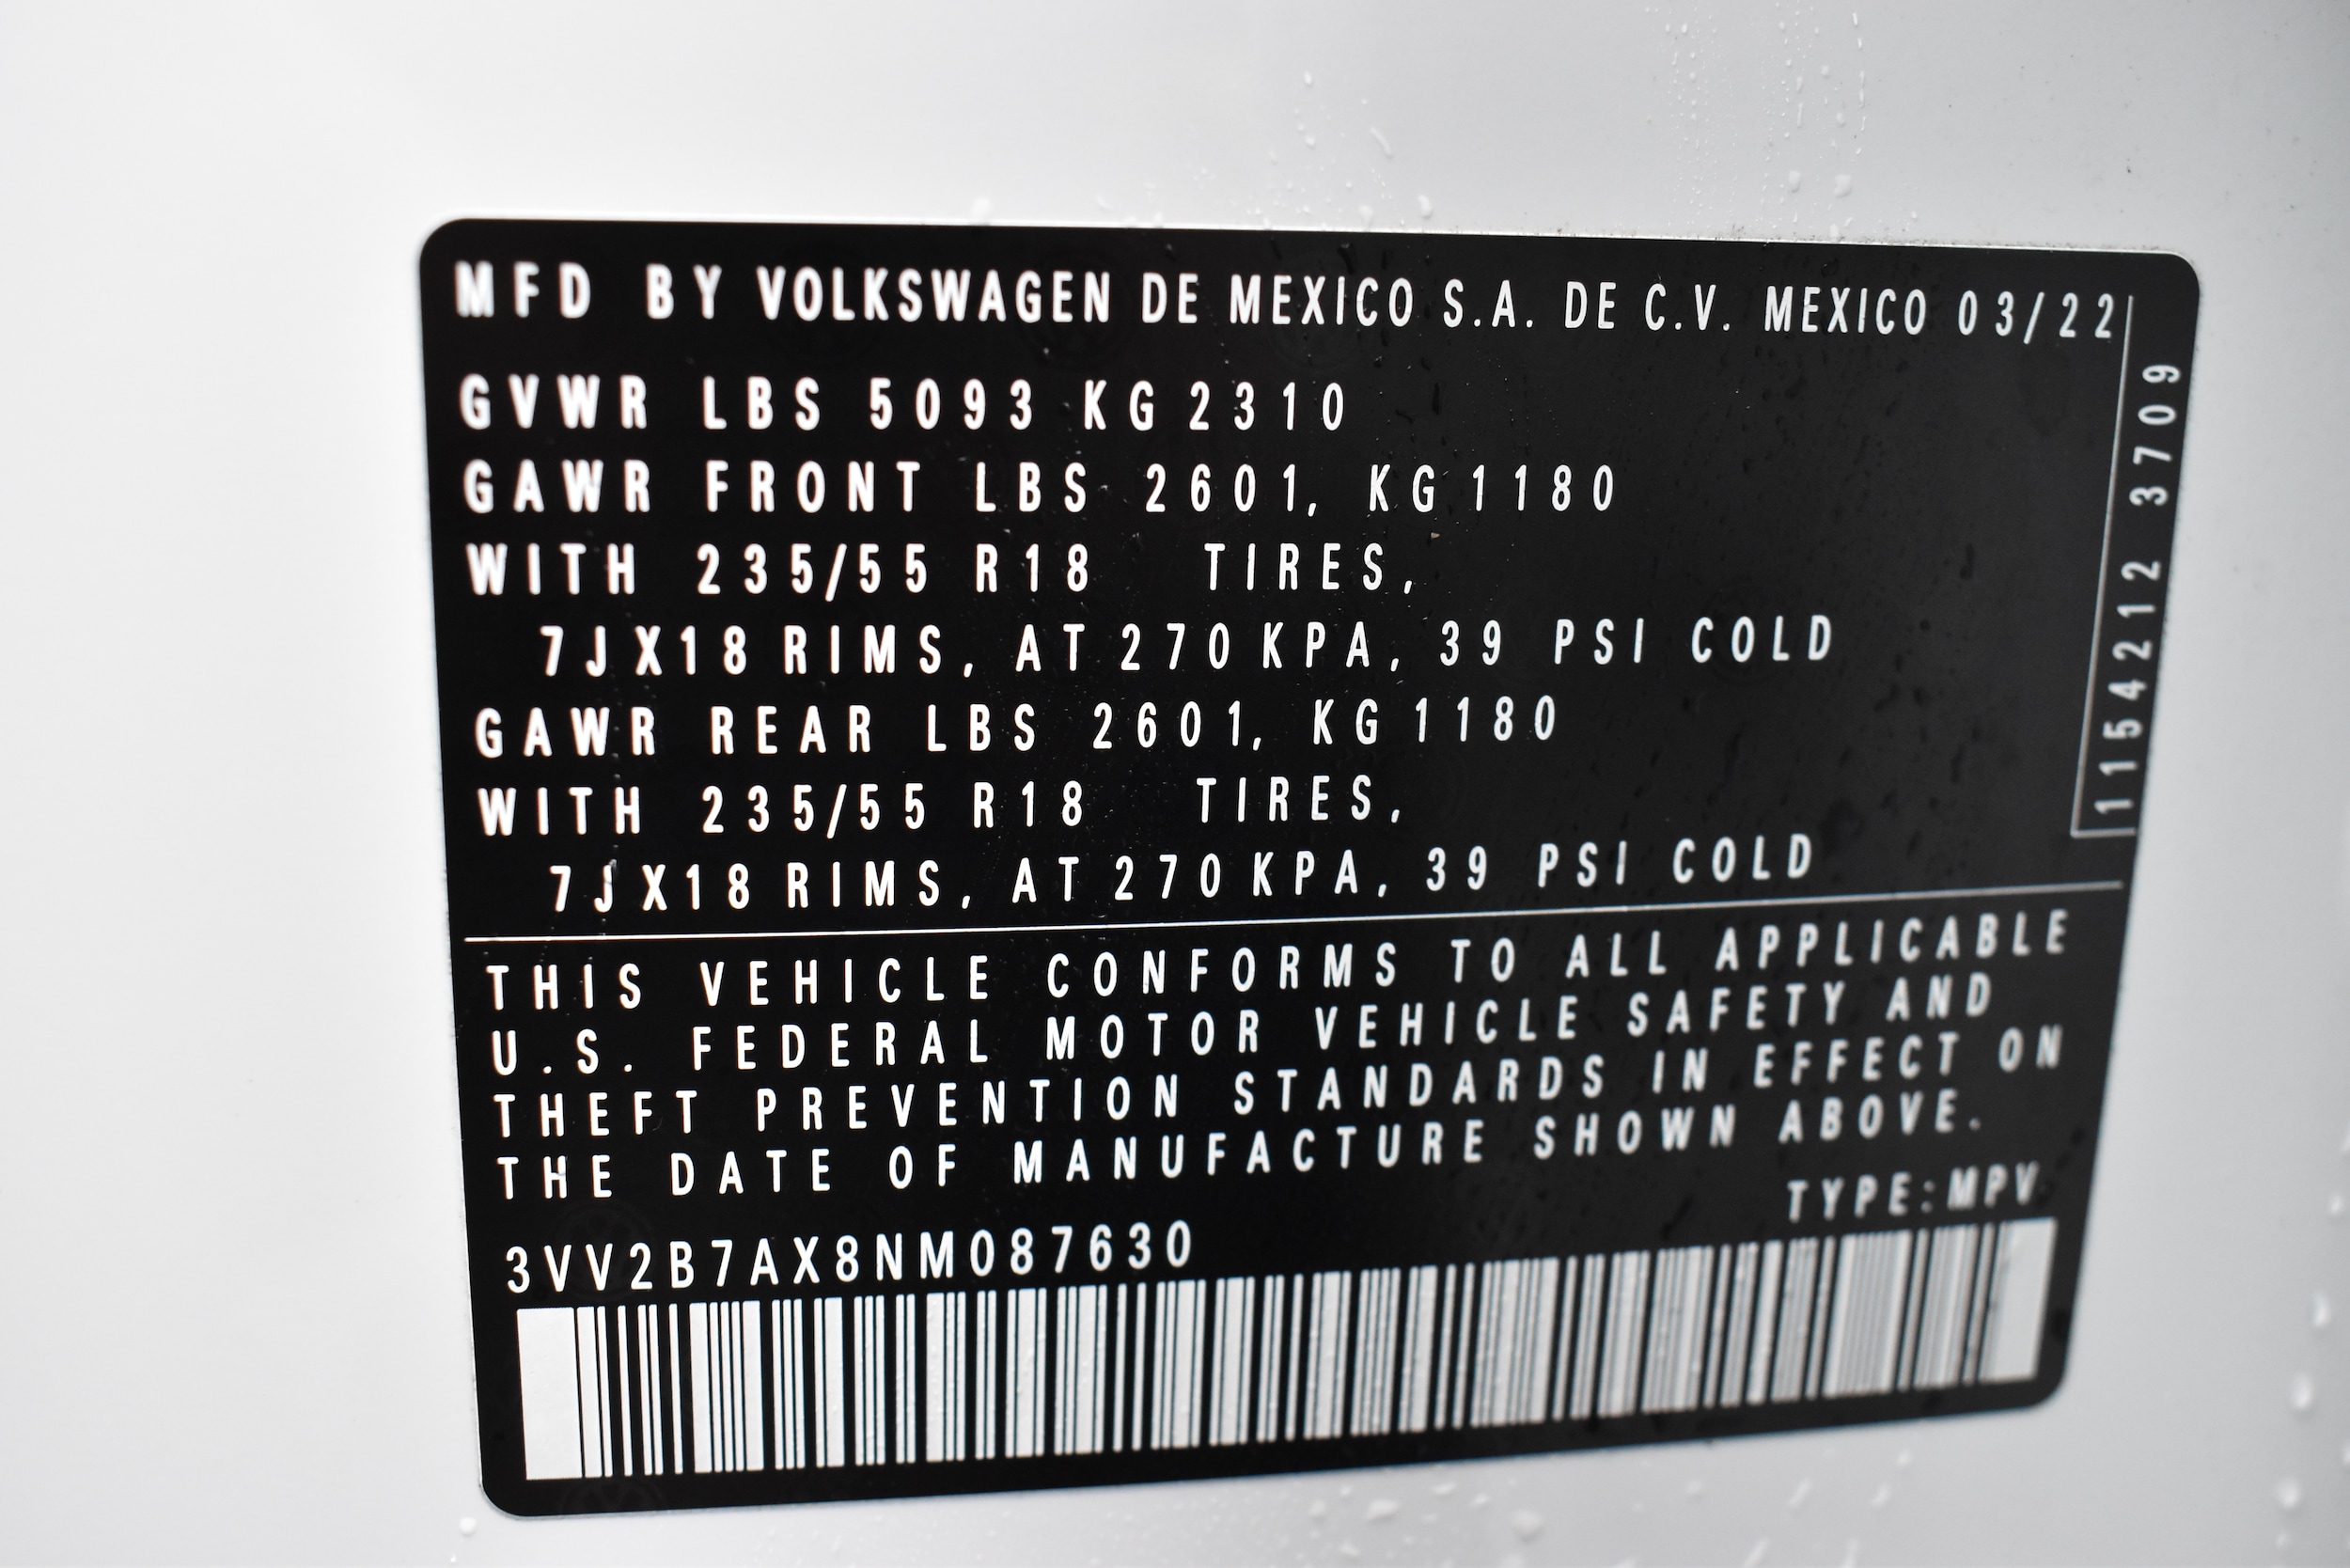 MFD BY VOLKSWAGEN DE MEXICO S.A. DE C.V. MEXICO 03/22
GVWR LBS 5093 KG 2310
GAWR FRONT LBS 2601, KG 1180
WITH 235/55 R18 TIRES,
7JX18 RIMS, AT 270 KPA, 39 PSI COLD
GAWR REAR LBS 2601, KG 1180
WITH 235/55 R18 TIRES,
7JX18 RIMS, AT 270 KPA, 39 PSI COLD
1154212 3709
THIS VEHICLE CONFORMS TO ALL APPLICABLE
U.S. FEDERAL MOTOR VEHICLE SAFETY AND
THEFT PREVENTION STANDARDS IN EFFECT ON
THE DATE OF MANUFACTURE SHOWN ABOVE.
TYPE:MPV
3VV2B7AX8NM087630